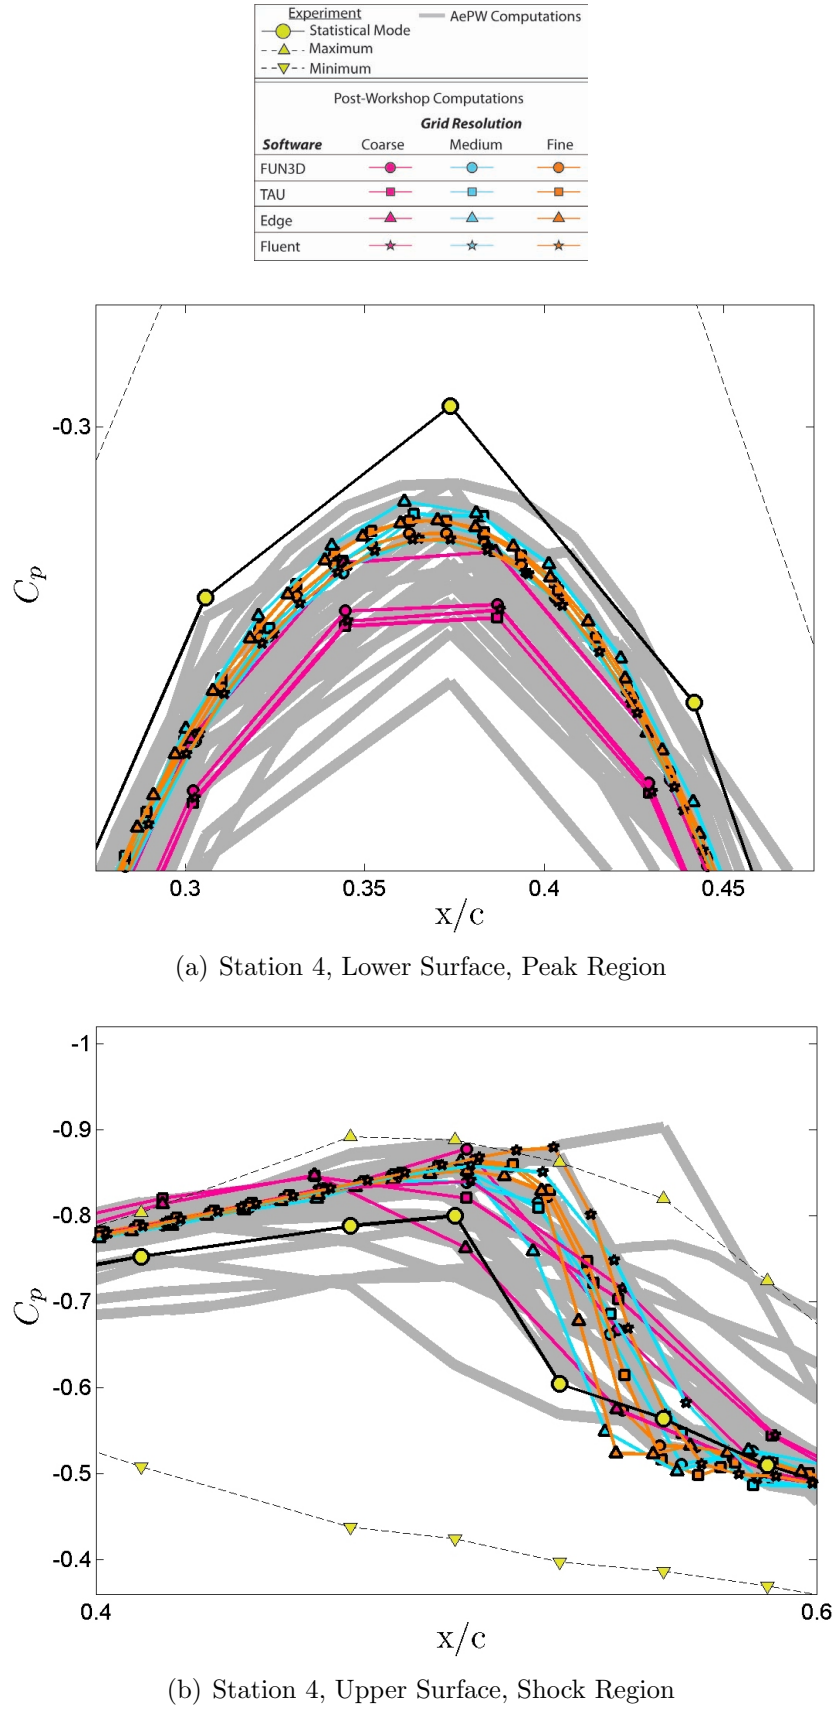 Experiment
AePW Computations
Statistical Mode
Maximum
Minimum
Post-Workshop Computations
Grid Resolution
Software Coarse Medium Fine
FUN3D
TAU
Edge
Fluent
-0.3
C_p
0.3 0.35 0.4 0.45
x/c
(a) Station 4, Lower Surface, Peak Region
-1
-0.9
-0.8
-0.7
-0.6
-0.5
-0.4
C_p
0.4 0.6
x/c
(b) Station 4, Upper Surface, Shock Region